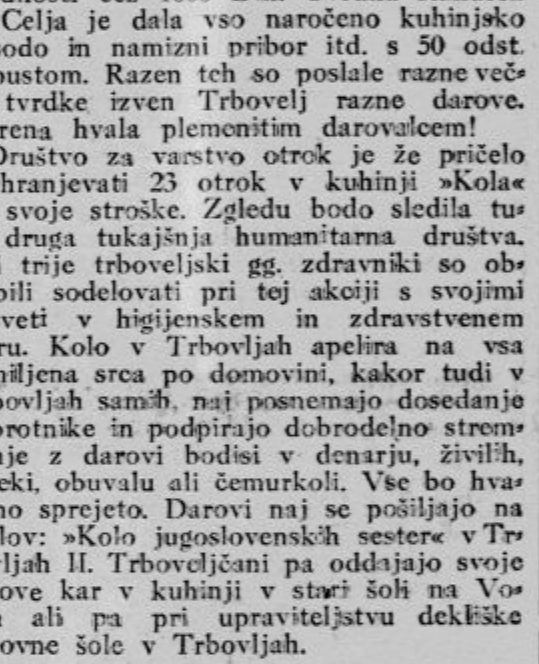 Celja je dala vso naročeno kuhinjsko
odo in namizni pribor itd. s 50 odst.
oustom. Razen teh so poslale razne več-
tvrdke izven Trbovelj razne darove.
rena hvala plemenitim darovalcem!
Društvo za varstvo otrok je že pričelo
hranjevati 23 otrok v kuhinji »Kola«
svoje stroške. Zgledu bodo sledila tu-
druga tukajšnja humanitarna društva.
i trije trboveljski gg. zdravniki so ob-
bili sodelovati pri tej akciji s svojimi
veti v higijenskem in zdravstvenem
ru. Kolo v Trbovljah apelira na vsa
miljena srca po domovini, kakor tudi v
bovljah samih, naj posnemajo dosedanje
brotnike in podpirajo dobrodelno strem-
nje z darovi bodisi v denarju, živilih,
eki, obuvalu ali čemurkoli. Vse bo hva-
no sprejeto. Darovi naj se pošiljajo na
lov: »Kolo jugoslovenskih sester« v Tr-
vljah II. Trboveljčani pa oddajajo svoje
ove kar v kuhinji v stari šoli na Vo-
ali pa pri upraviteljstvu dekliške
ovne šole v Trbovljah.